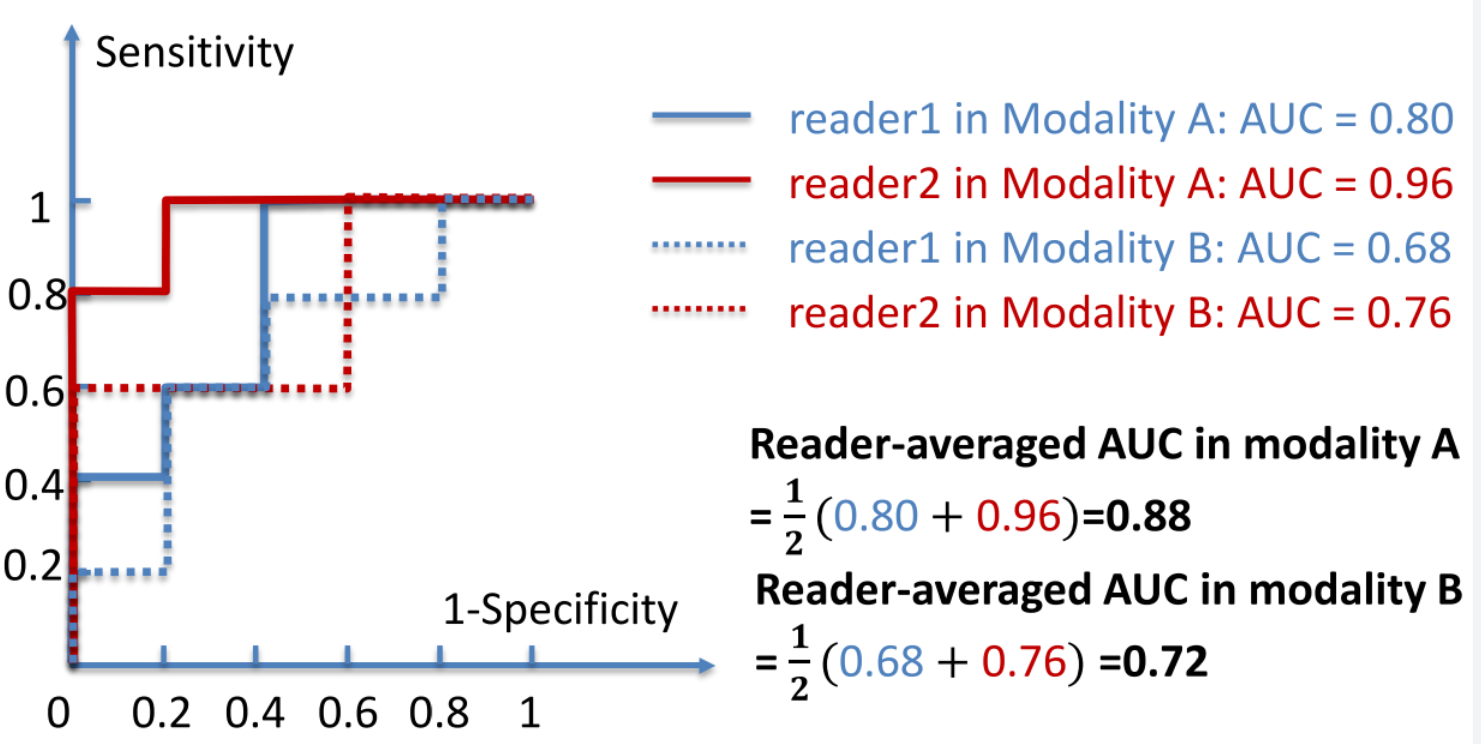 Sensitivity
1
0.8
0.6
0.4
0.2
1-Specificity
0 0.2 0.4 0.6 0.8 1
reader1 in Modality A: AUC = 0.80
reader2 in Modality A: AUC = 0.96
reader1 in Modality B: AUC = 0.68
reader2 in Modality B: AUC = 0.76
Reader-averaged AUC in modality A
= 1/2 (0.80 + 0.96)=0.88
Reader-averaged AUC in modality B
= 1/2 (0.68 + 0.76) =0.72